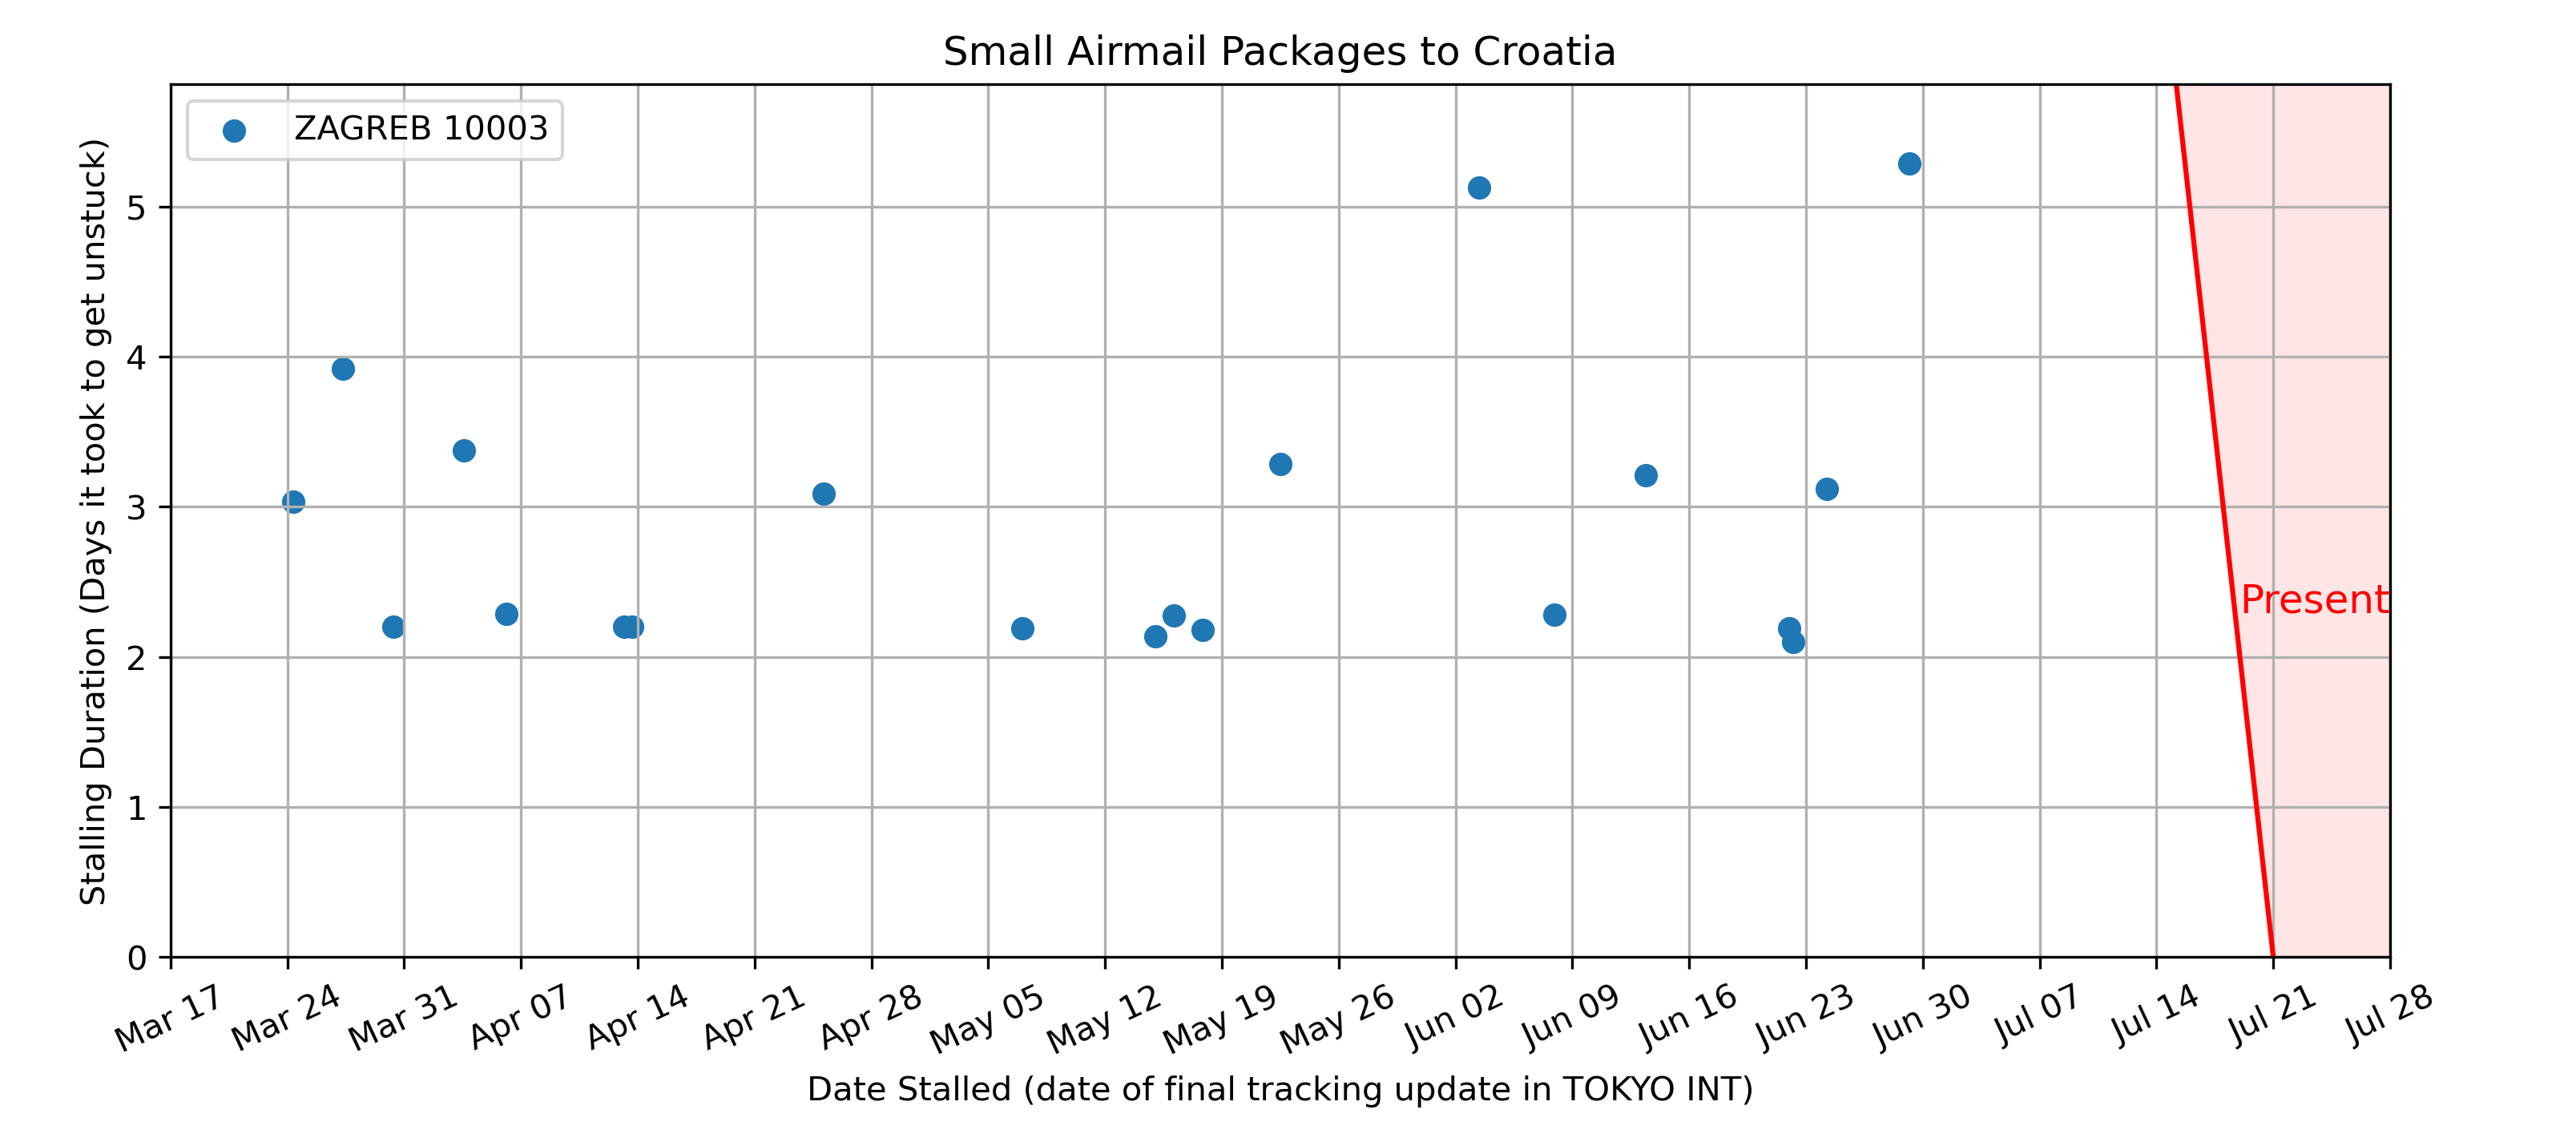 Small Airmail Packages to Croatia
ZAGREB 10003
Stalling Duration (Days it took to get unstuck)
5
4
3
2
1
0
Present
Mar 17
Mar 24
Mar 31
Apr 07
Apr 14
Apr 21
Apr 28
May 05
May 12
May 19
May 26
Jun 02
Jun 09
Jun 16
Jun 23
Jun 30
Jul 07
Jul 14
Jul 21
Jul 28
Date Stalled (date of final tracking update in TOKYO INT)